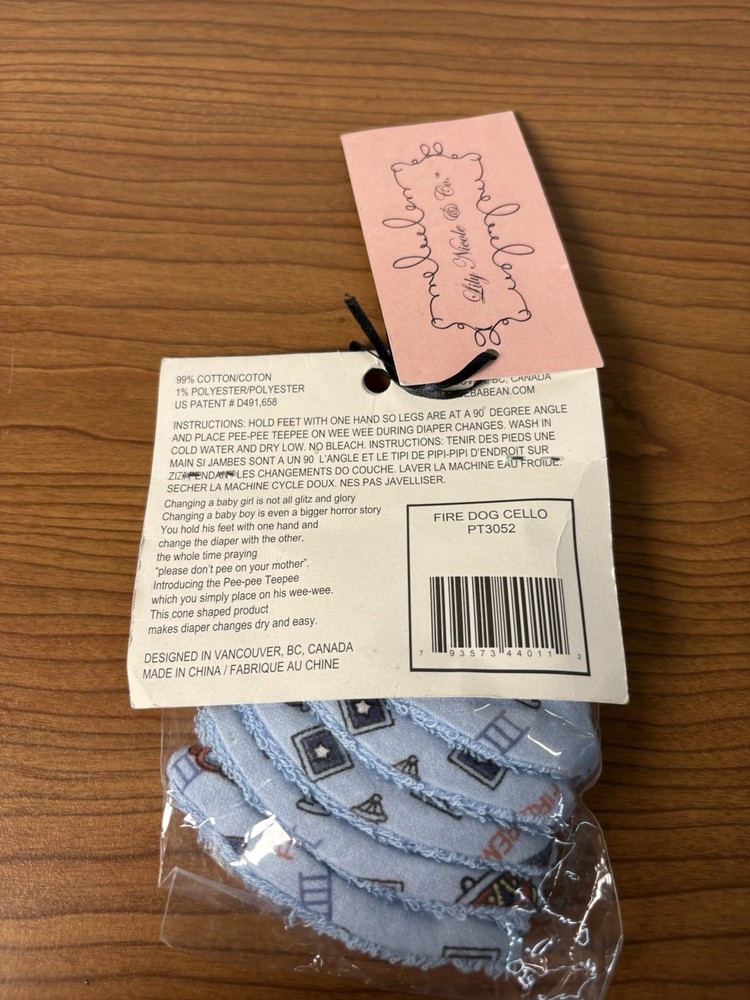 Lily Nicole & Co.™
99% COTTON/COTON
1% POLYESTER/POLYESTER
US PATENT # D491,658
BC, CANADA
EBABEAN.COM
INSTRUCTIONS: HOLD FEET WITH ONE HAND SO LEGS ARE AT A 90° DEGREE ANGLE
AND PLACE PEE-PEE TEEPEE ON WEE WEE DURING DIAPER CHANGES. WASH IN
COLD WATER AND DRY LOW. NO BLEACH. INSTRUCTIONS: TENIR DES PIEDS UNE
MAIN SI JAMBES SONT A UN 90° L'ANGLE ET LE TIPI DE PIPI-PIPI D'ENDROIT SUR
ZIZI PENDANT LES CHANGEMENTS DO COUCHE. LAVER LA MACHINE EAU FROIDE.
SECHER LA MACHINE CYCLE DOUX. NES PAS JAVELLISER.
Changing a baby girl is not all glitz and glory
Changing a baby boy is even a bigger horror story
You hold his feet with one hand and
change the diaper with the other,
the whole time praying
"please don't pee on your mother".
Introducing the Pee-pee Teepee
which you simply place on his wee-wee.
This cone shaped product
makes diaper changes dry and easy.
DESIGNED IN VANCOUVER, BC, CANADA
MADE IN CHINA / FABRIQUE AU CHINE
FIRE DOG CELLO
PT3052
7 93573 44011 2